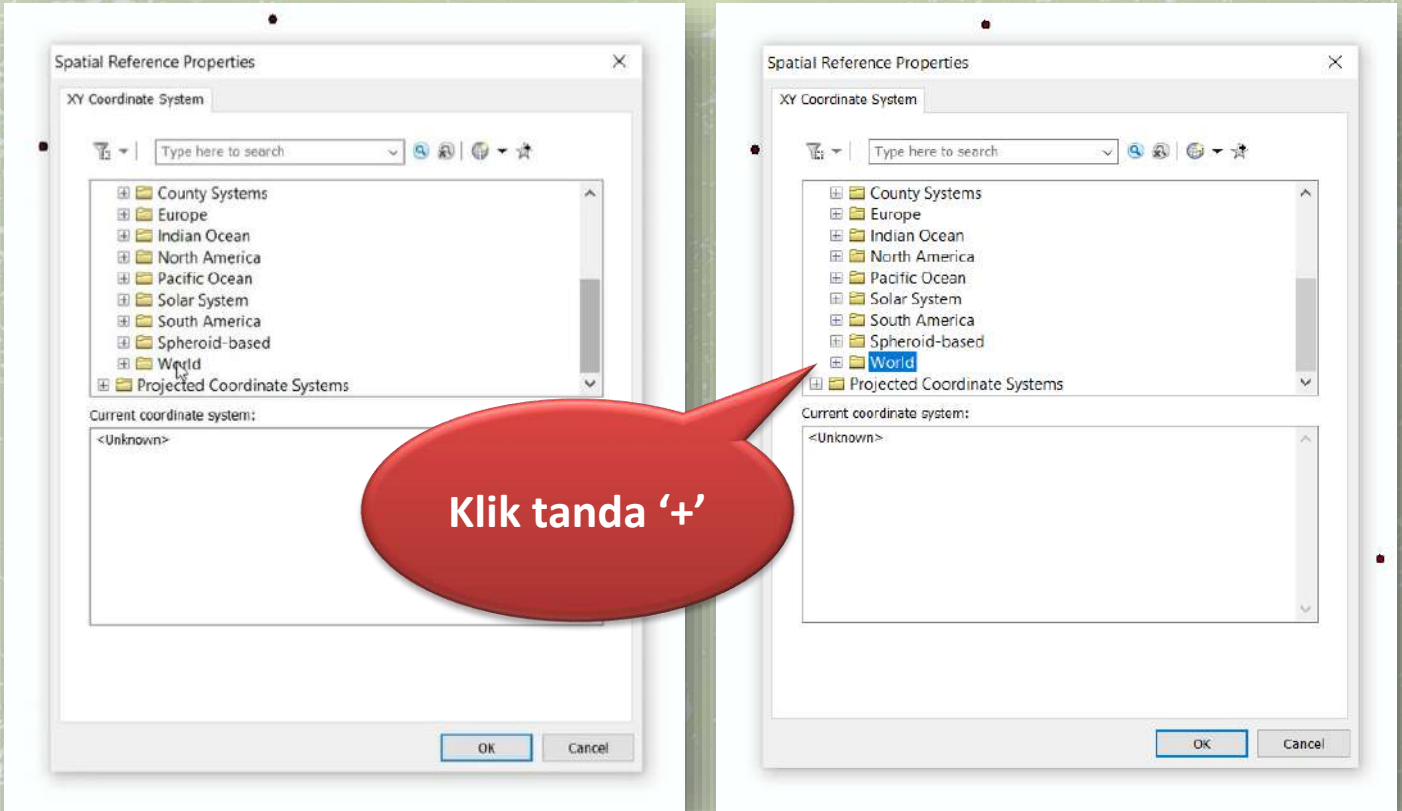 Spatial Reference Properties
XY Coordinate System
Type here to search
County Systems
Europe
Indian Ocean
North America
Pacific Ocean
Solar System
South America
Spheroid-based
World
Projected Coordinate Systems
Current coordinate system:
<Unknown>
OK
Cancel
Spatial Reference Properties
XY Coordinate System
Type here to search
County Systems
Europe
Indian Ocean
North America
Pacific Ocean
Solar System
South America
Spheroid-based
World
Projected Coordinate Systems
Current coordinate system:
<Unknown>
OK
Cancel
Klik tanda ‘+’